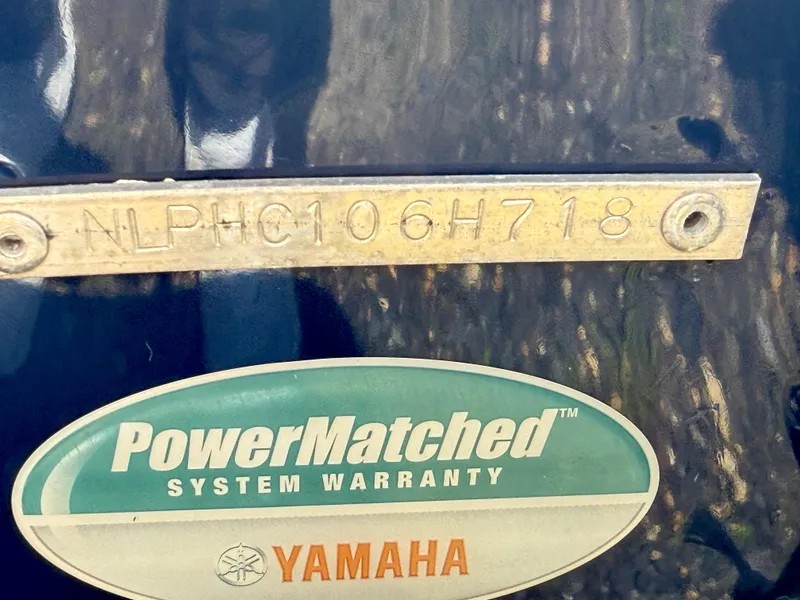 NLPHC106H718
PowerMatched™
SYSTEM WARRANTY
YAMAHA